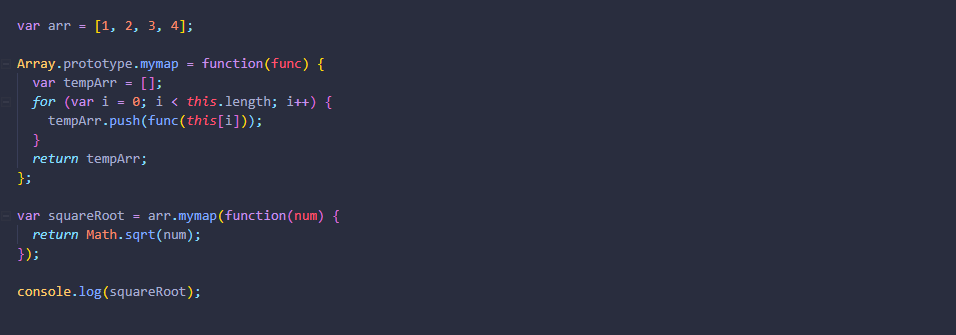 var arr = [1, 2, 3, 4];
Array.prototype.mymap = function(func) {
  var tempArr = [];
  for (var i = 0; i < this.length; i++) {
    tempArr.push(func(this[i]));
  }
  return tempArr;
};
var squareRoot = arr.mymap(function(num) {
  return Math.sqrt(num);
});
console.log(squareRoot);